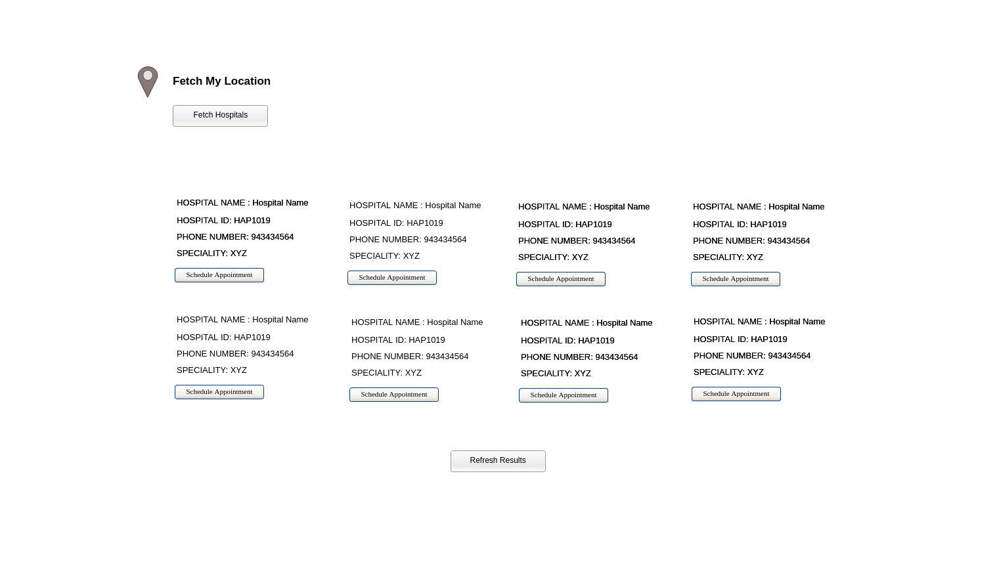 Fetch My Location
Fetch Hospitals
HOSPITAL NAME : Hospital Name
HOSPITAL ID: HAP1019
PHONE NUMBER: 943434564
SPECIALITY: XYZ
Schedule Appointment
HOSPITAL NAME : Hospital Name
HOSPITAL ID: HAP1019
PHONE NUMBER: 943434564
SPECIALITY: XYZ
Schedule Appointment
HOSPITAL NAME : Hospital Name
HOSPITAL ID: HAP1019
PHONE NUMBER: 943434564
SPECIALITY: XYZ
Schedule Appointment
HOSPITAL NAME : Hospital Name
HOSPITAL ID: HAP1019
PHONE NUMBER: 943434564
SPECIALITY: XYZ
Schedule Appointment
HOSPITAL NAME : Hospital Name
HOSPITAL ID: HAP1019
PHONE NUMBER: 943434564
SPECIALITY: XYZ
Schedule Appointment
HOSPITAL NAME : Hospital Name
HOSPITAL ID: HAP1019
PHONE NUMBER: 943434564
SPECIALITY: XYZ
Schedule Appointment
HOSPITAL NAME : Hospital Name
HOSPITAL ID: HAP1019
PHONE NUMBER: 943434564
SPECIALITY: XYZ
Schedule Appointment
HOSPITAL NAME : Hospital Name
HOSPITAL ID: HAP1019
PHONE NUMBER: 943434564
SPECIALITY: XYZ
Schedule Appointment
Refresh Results